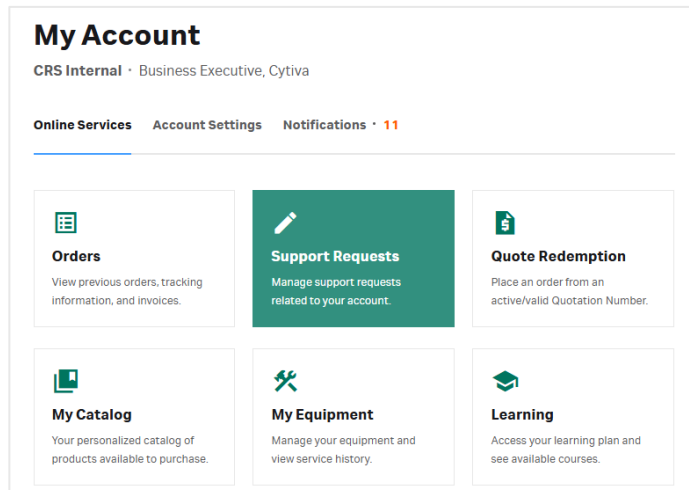 My Account
CRS Internal · Business Executive, Cytiva
Online Services Account Settings Notifications · 11
Orders
View previous orders, tracking
information, and invoices.
Support Requests
Manage support requests
related to your account.
Quote Redemption
Place an order from an
active/valid Quotation Number.
My Catalog
Your personalized catalog of
products available to purchase.
My Equipment
Manage your equipment and
view service history.
Learning
Access your learning plan and
see available courses.